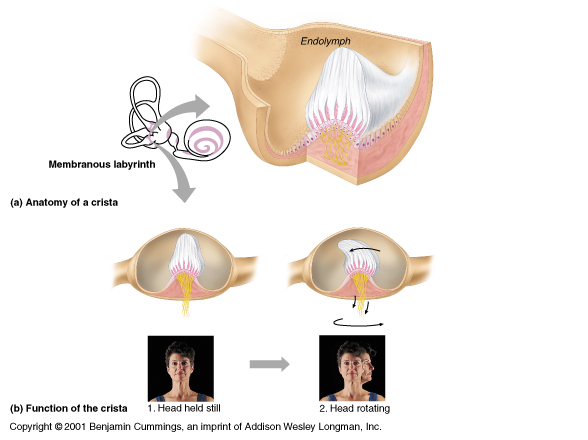 Endolymph
Membranous labyrinth
(a) Anatomy of a crista
(b) Function of the crista
1. Head held still
2. Head rotating
Copyright © 2001 Benjamin Cummings, an imprint of Addison Wesley Longman, Inc.